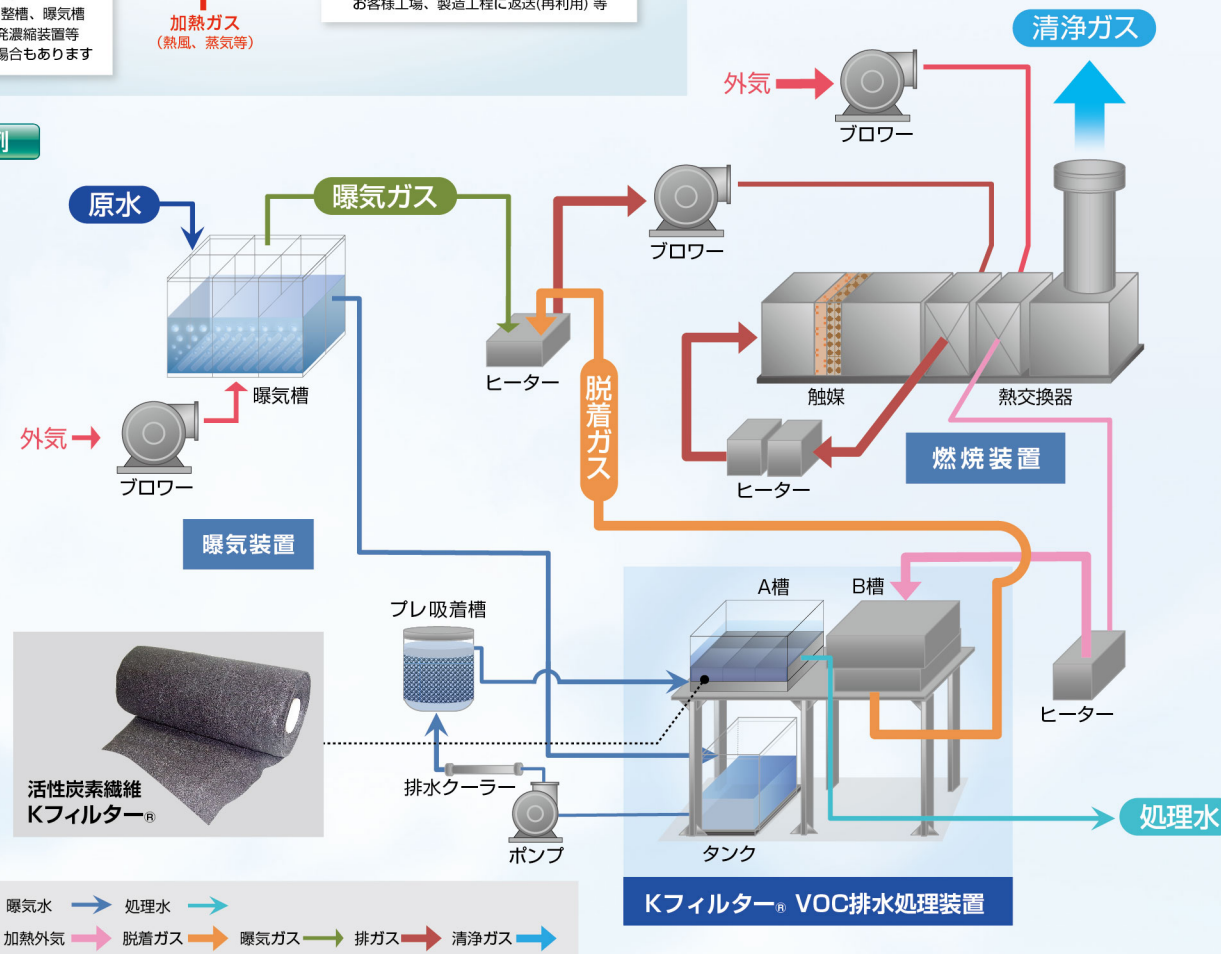 整槽、曝気槽
発濃縮装置等
場合もあります
加熱ガス
(熱風、蒸気等)
お客様工場、製造工程に返送(再利用) 等
例
清浄ガス
外気
ブロワー
原水
曝気ガス
ブロワー
ヒーター
曝気槽
外気
ブロワー
曝気装置
脱着ガス
触媒
熱交換器
ヒーター
燃焼装置
プレ吸着槽
A槽
B槽
ヒーター
活性炭素繊維
Kフィルター®
排水クーラー
ポンプ
タンク
処理水
Kフィルター® VOC排水処理装置
曝気水
処理水
加熱外気
脱着ガス
曝気ガス
排ガス
清浄ガス